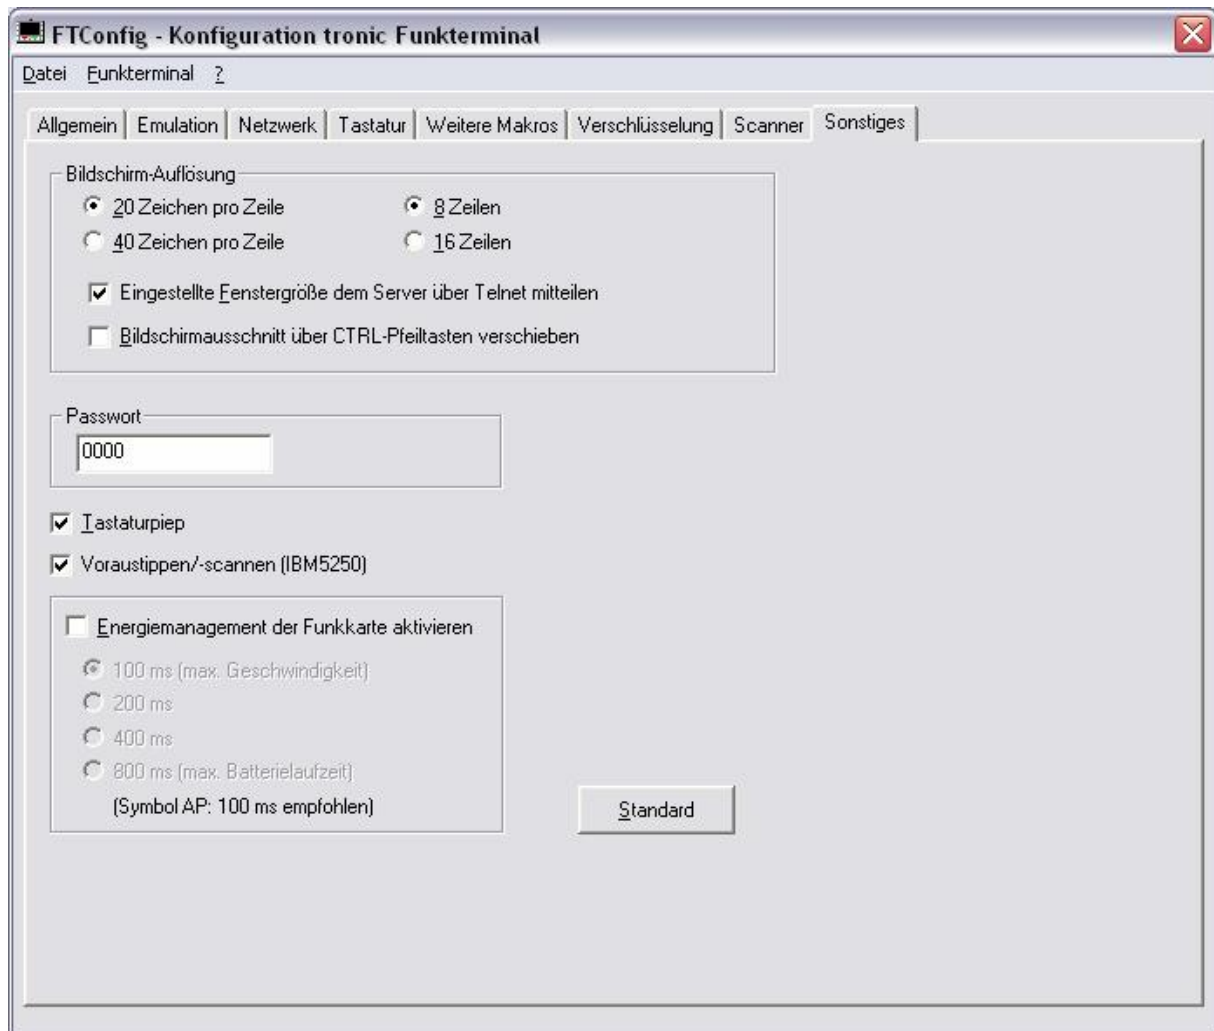 FTConfig - Konfiguration tronic Funkterminal
Datei Funkterminal ?
Allgemein Emulation Netzwerk Tastatur Weitere Makros Verschlüsselung Scanner Sonstiges
Bildschirm-Auflösung
20 Zeichen pro Zeile 8 Zeilen
40 Zeichen pro Zeile 16 Zeilen
Eingestellte Fenstergröße dem Server über Telnet mitteilen
Bildschirmausschnitt über CTRL-Pfeiltasten verschieben
Passwort
0000
Tastaturpiep
Voraustippen/-scannen (IBM5250)
Energiemanagement der Funkkarte aktivieren
100 ms (max. Geschwindigkeit)
200 ms
400 ms
800 ms (max. Batterielaufzeit)
(Symbol AP: 100 ms empfohlen)
Standard